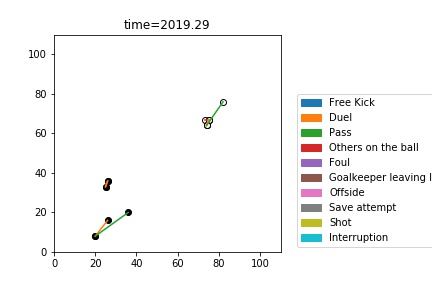 time=2019.29
100
80
60
40
20
0
0 20 40 60 80 100
Free Kick
Duel
Pass
Others on the ball
Foul
Goalkeeper leaving l
Offside
Save attempt
Shot
Interruption